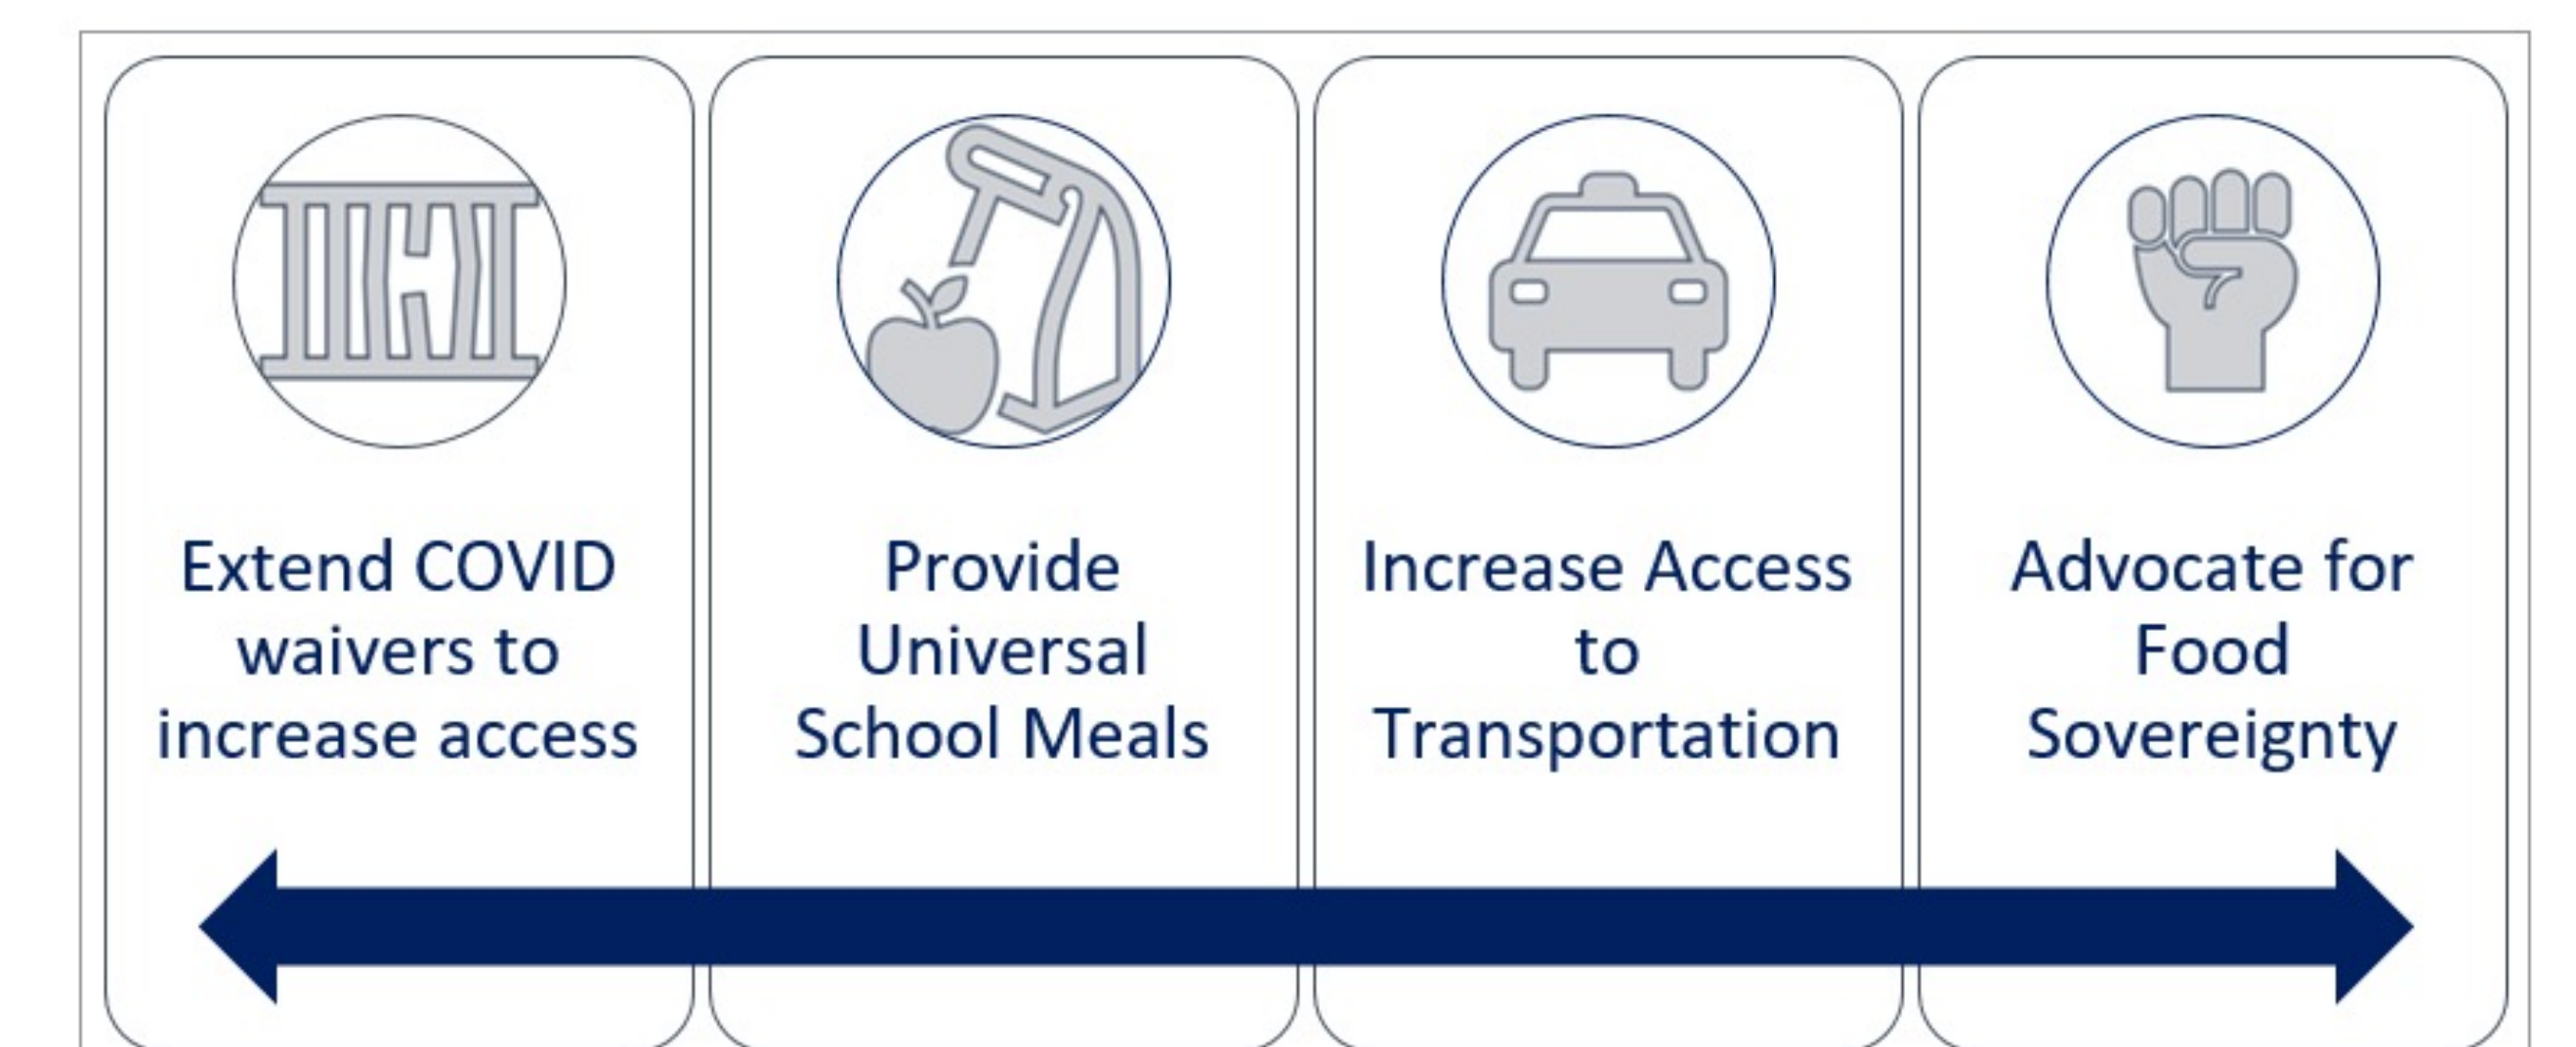 Extend COVID
waivers to
increase access
Provide
Universal
School Meals
Increase Access
to
Transportation
Advocate for
Food
Sovereignty